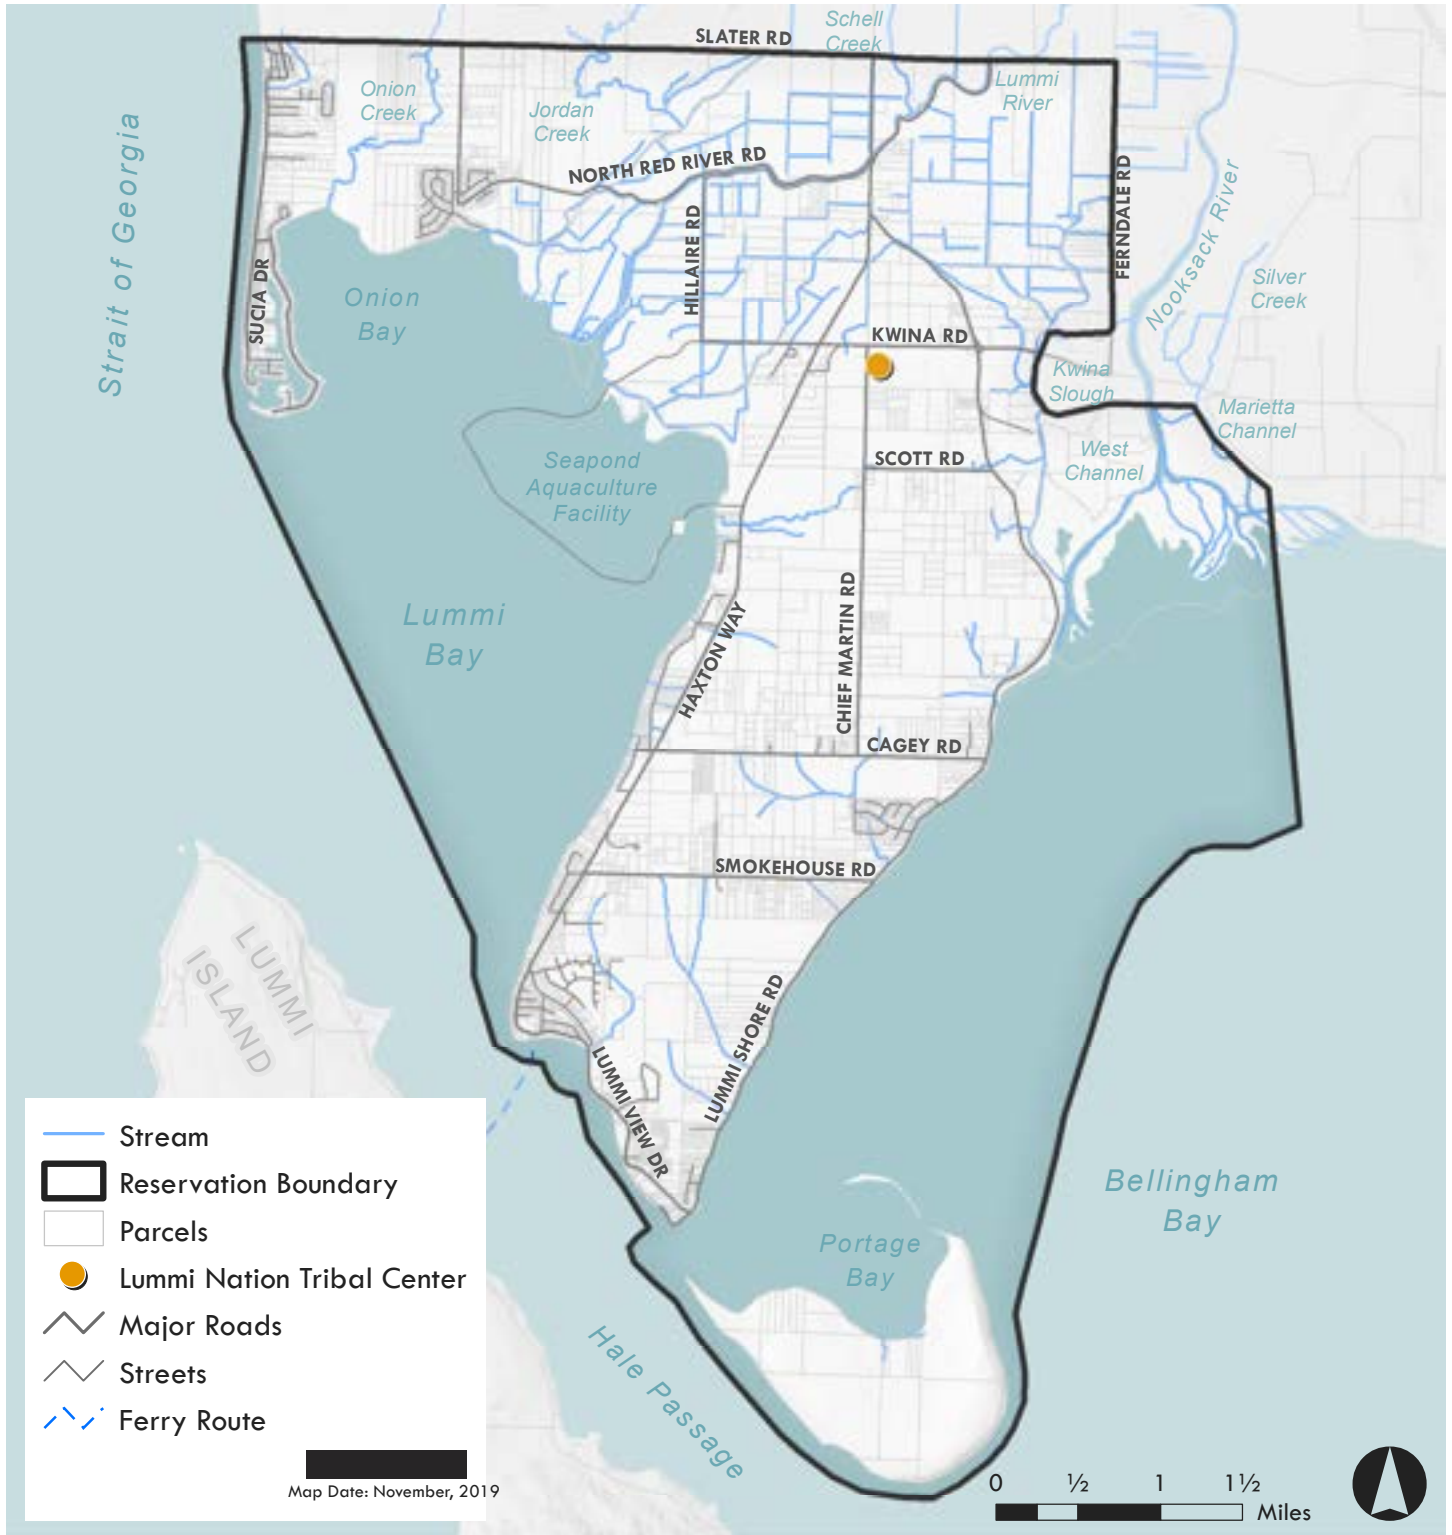 SLATER RD
Schell
Creek
Onion
Creek
Jordan
Creek
Lummi
River
NORTH RED RIVER RD
FERNDALE RD
Strait of Georgia
Nooksack River
HILLAIRE RD
SUCIA DR
Onion
Bay
Silver
Creek
KWINA RD
Kwina
Slough
Marietta
Channel
West
Channel
SCOTT RD
Seapond
Aquaculture
Facility
Lummi
Bay
HAXTON WAY
CHIEF MARTIN RD
CAGEY RD
SMOKEHOUSE RD
LUMMI
ISLAND
LUMMI SHORE RD
LUMMI VIEW DR
Bellingham
Bay
Portage
Bay
Hale Passage
Stream
Reservation Boundary
Parcels
Lummi Nation Tribal Center
Major Roads
Streets
Ferry Route
Map Date: November, 2019
0 ½ 1 1½
Miles